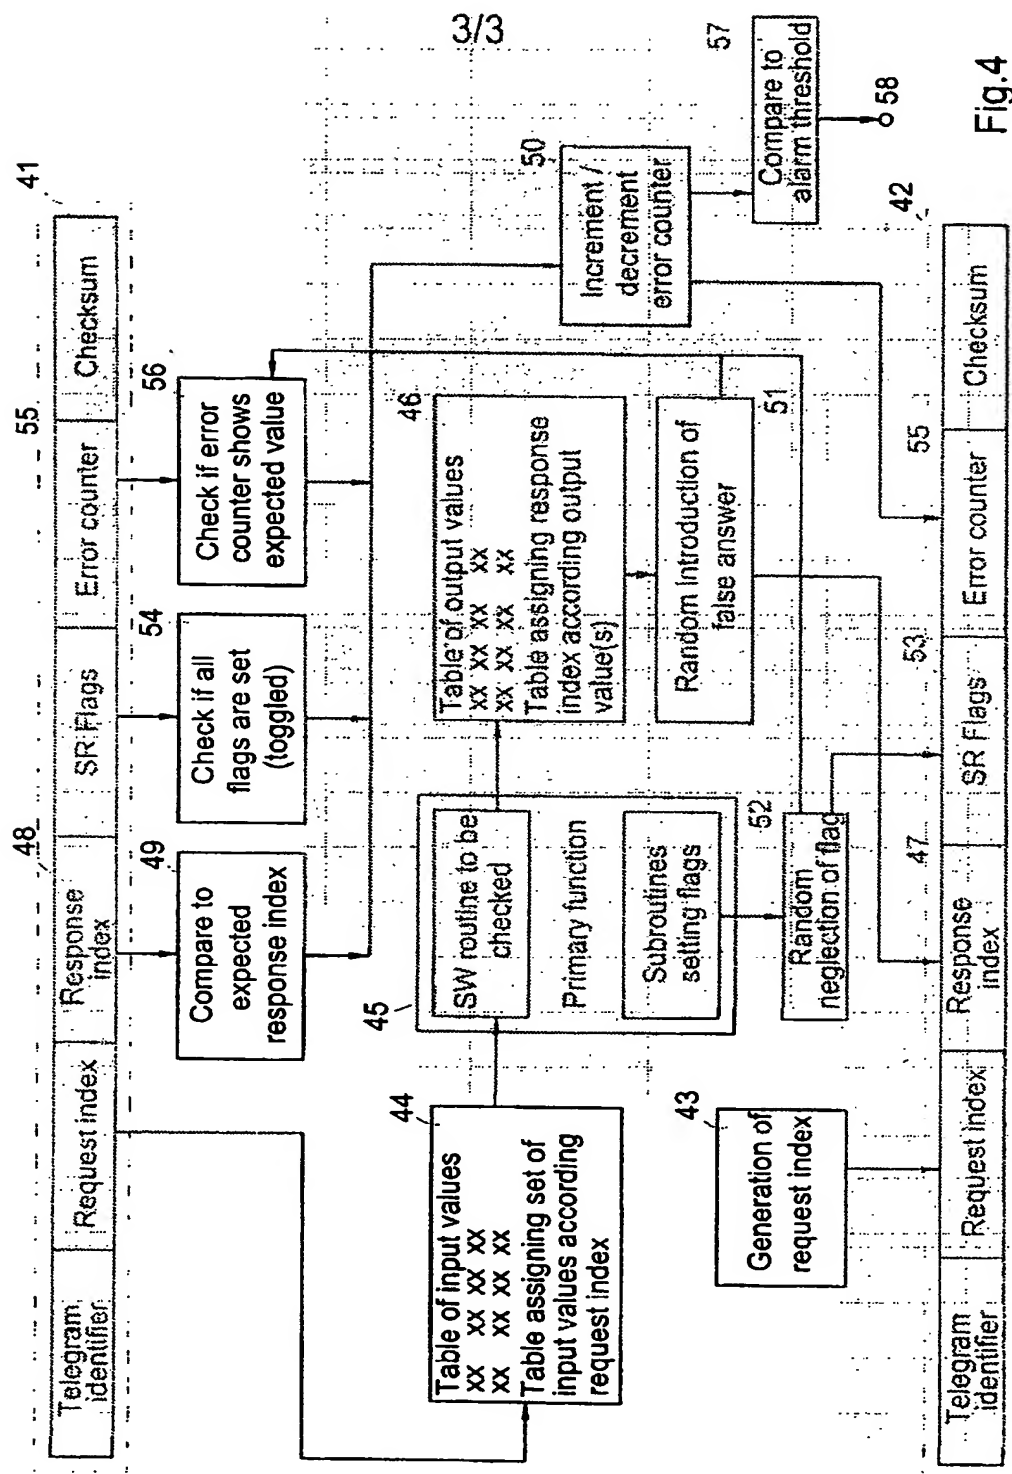 3/3
41
Telegram
identifier
Request index
48
Response
index
SR Flags
55
Error counter
Checksum
49
Compare to
expected
response index
54
Check if all
flags are set
(toggled)
56
Check if error
counter shows
expected value
44
Table of input values
xx xx xx xx xx
xx xx xx xx xx
Table assigning set of
input values according
request index
45
SW routine to be
checked
Primary function
Subroutines
setting flags
46
Table of output values
xx xx xx xx xx
xx xx xx xx xx
Table assigning response
index according output
value(s)
50
Increment /
decrement
error counter
57
Compare to
alarm threshold
58
43
Generation of
request index
52
Random
neglection of flag
51
Random Introduction of
false answer
42
Telegram
identifier
Request index
47
Response
index
53
SR Flags
55
Error counter
Checksum
Fig.4